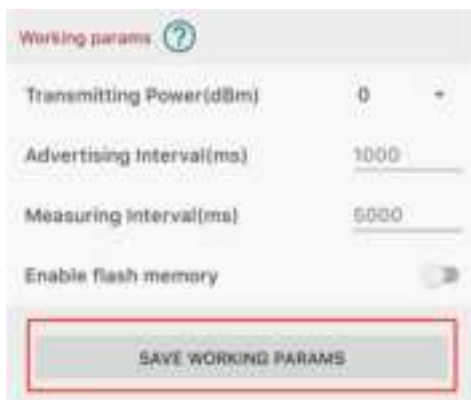 Working params ?
Transmitting Power(dBm) 0
Advertising Interval(ms) 1000
Measuring Interval(ms) 5000
Enable flash memory
SAVE WORKING PARAMS